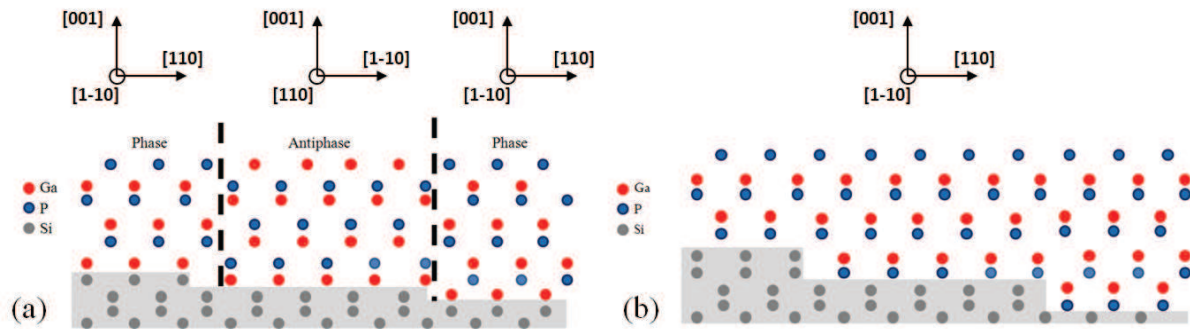 [001]
[110]
[1-10]
[001]
[1-10]
[110]
[001]
[110]
[1-10]
[001]
[110]
[1-10]
Phase
Antiphase
Phase
Ga
P
Si
(a)
Ga
P
Si
(b)